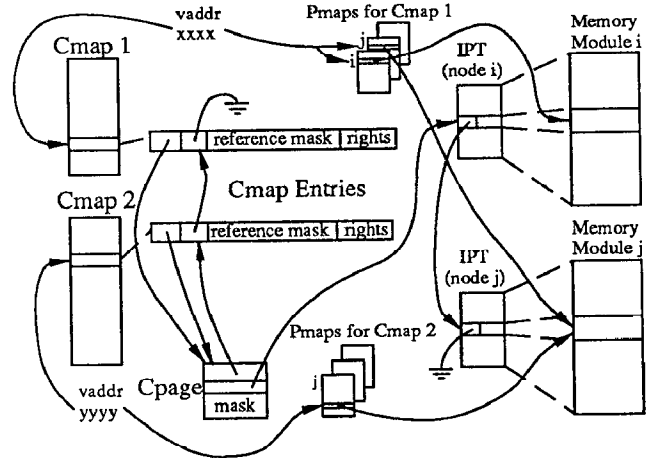 vaddr
xxxx
Pmaps for Cmap 1
Cmap 1
j
i
IPT
(node i)
Memory
Module i
reference mask
rights
Cmap Entries
Cmap 2
reference mask
rights
Memory
Module j
IPT
(node j)
Pmaps for Cmap 2
vaddr
yyyy
Cpage
mask
j